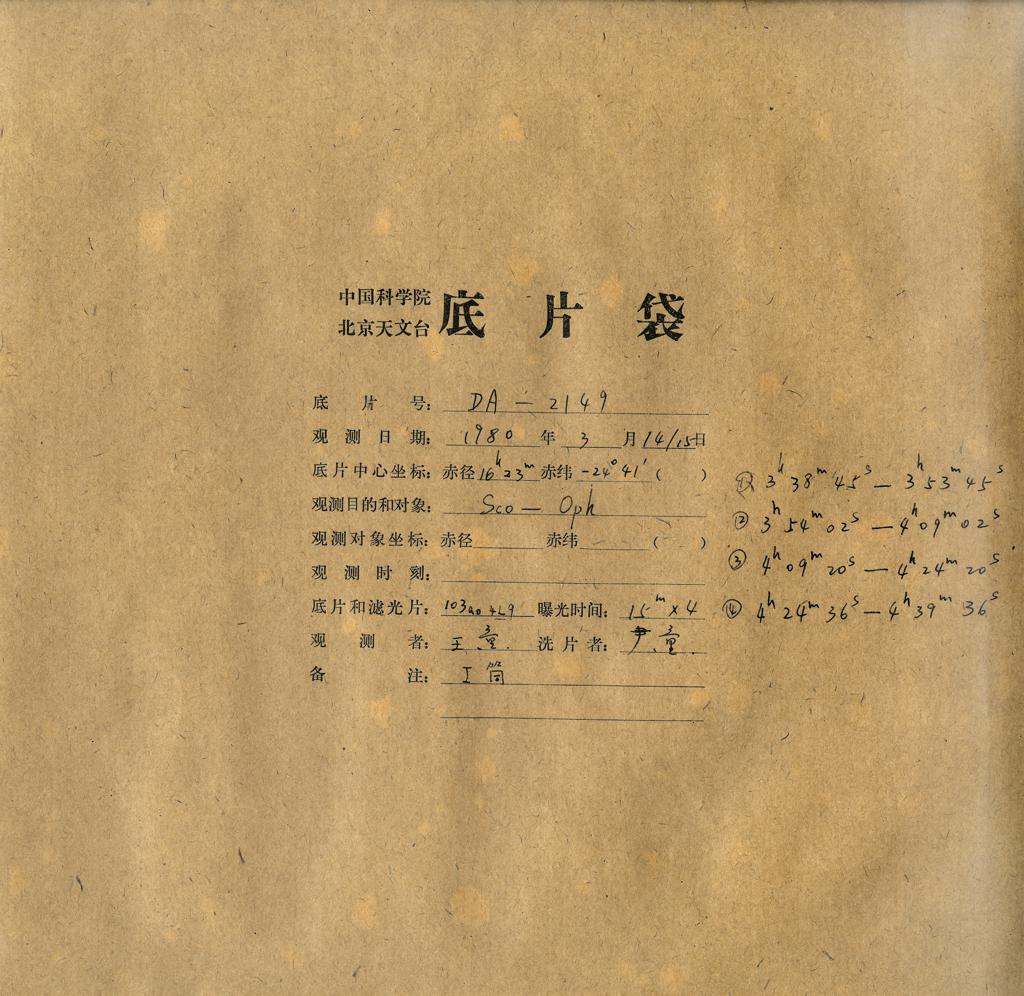 中国科学院
北京天文台 底片袋
底片号: DA — 2149
观测日期: 1980 年 3 月 14/15 日
底片中心坐标: 赤径 16ʰ23ᵐ 赤纬 -24°41′ ( )
观测目的和对象: Sco — Oph
观测对象坐标: 赤径 赤纬 ( )
观测时刻:
底片和滤光片: 103aO 曝光时间: 15ᵐ×4
观测者: 王 童. 洗片者: 尹 童.
备注: I 筒
① 3ʰ38ᵐ45ˢ — 3ʰ53ᵐ45ˢ
② 3ʰ54ᵐ02ˢ — 4ʰ09ᵐ02ˢ
③ 4ʰ09ᵐ20ˢ — 4ʰ24ᵐ20ˢ
④ 4ʰ24ᵐ36ˢ — 4ʰ39ᵐ36ˢ